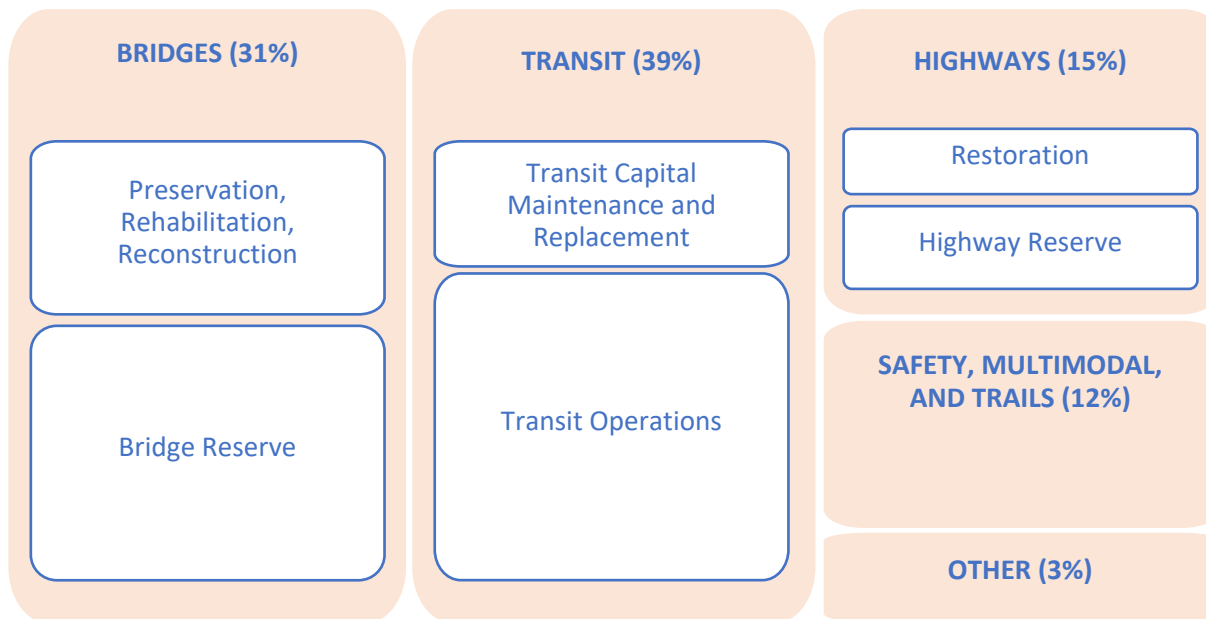 BRIDGES (31%)
Preservation,
Rehabilitation,
Reconstruction
Bridge Reserve
TRANSIT (39%)
Transit Capital
Maintenance and
Replacement
Transit Operations
HIGHWAYS (15%)
Restoration
Highway Reserve
SAFETY, MULTIMODAL,
AND TRAILS (12%)
OTHER (3%)